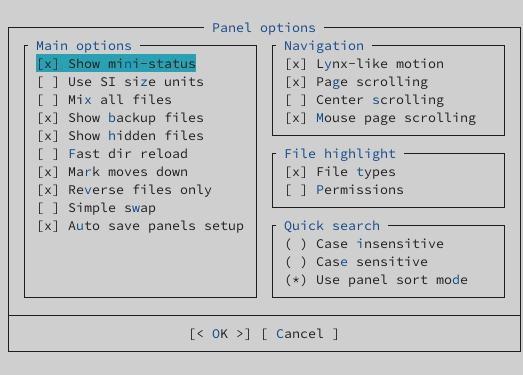 Panel options
Main options
[x] Show mini-status
[ ] Use SI size units
[ ] Mix all files
[x] Show backup files
[x] Show hidden files
[ ] Fast dir reload
[x] Mark moves down
[x] Reverse files only
[ ] Simple swap
[x] Auto save panels setup
Navigation
[x] Lynx-like motion
[x] Page scrolling
[ ] Center scrolling
[x] Mouse page scrolling
File highlight
[x] File types
[ ] Permissions
Quick search
( ) Case insensitive
( ) Case sensitive
(*) Use panel sort mode
[< OK >] [ Cancel ]